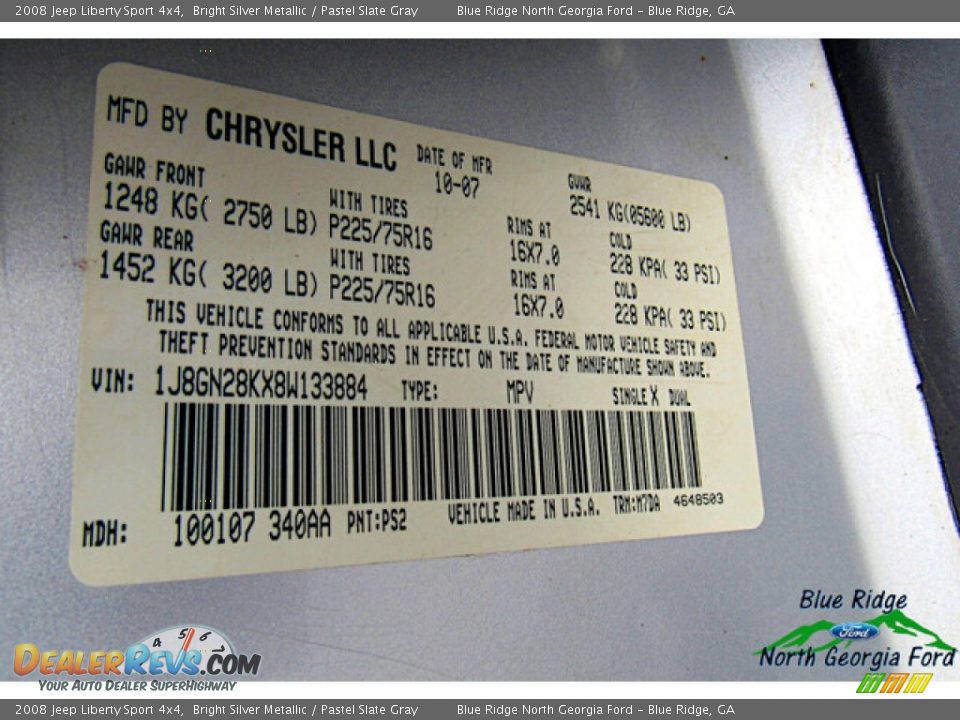 2008 Jeep Liberty Sport 4x4, Bright Silver Metallic / Pastel Slate Gray Blue Ridge North Georgia Ford - Blue Ridge, GA
MFD BY CHRYSLER LLC DATE OF MFR GVWR
10-07 2541 KG(05600 LB)
GAWR FRONT WITH TIRES RIMS AT COLD
1248 KG( 2750 LB) P225/75R16 16X7.0 228 KPA( 33 PSI)
GAWR REAR WITH TIRES RIMS AT COLD
1452 KG( 3200 LB) P225/75R16 16X7.0 228 KPA( 33 PSI)
THIS VEHICLE CONFORMS TO ALL APPLICABLE U.S.A. FEDERAL MOTOR VEHICLE SAFETY AND
THEFT PREVENTION STANDARDS IN EFFECT ON THE DATE OF MANUFACTURE SHOWN ABOVE.
VIN: 1J8GN28KX8W133884 TYPE: MPV SINGLE X DUAL
MDH: 100107 340AA PNT:PS2 VEHICLE MADE IN U.S.A. TRM:M7DA 4648503
Blue Ridge
Ford
North Georgia Ford
4 5 6 7
DealerRevs.com
Your Auto Dealer SuperHighway
2008 Jeep Liberty Sport 4x4, Bright Silver Metallic / Pastel Slate Gray Blue Ridge North Georgia Ford - Blue Ridge, GA